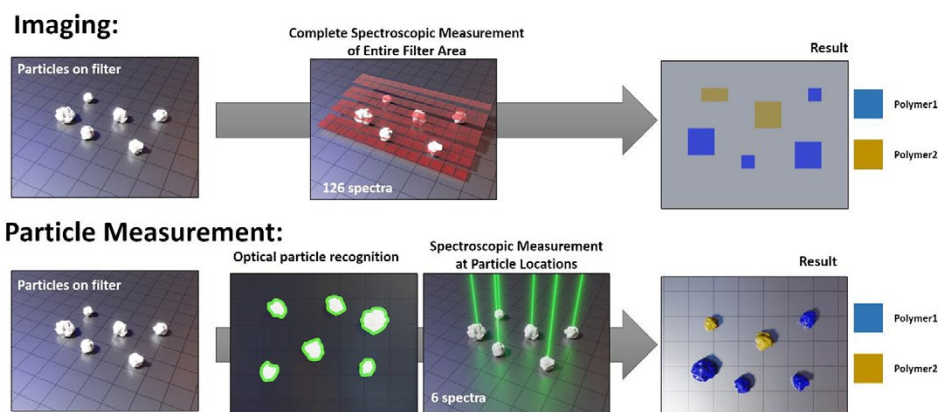 Imaging:
Particles on filter
Complete Spectroscopic Measurement
of Entire Filter Area
126 spectra
Result
Polymer1
Polymer2
Particle Measurement:
Particles on filter
Optical particle recognition
Spectroscopic Measurement
at Particle Locations
6 spectra
Result
Polymer1
Polymer2